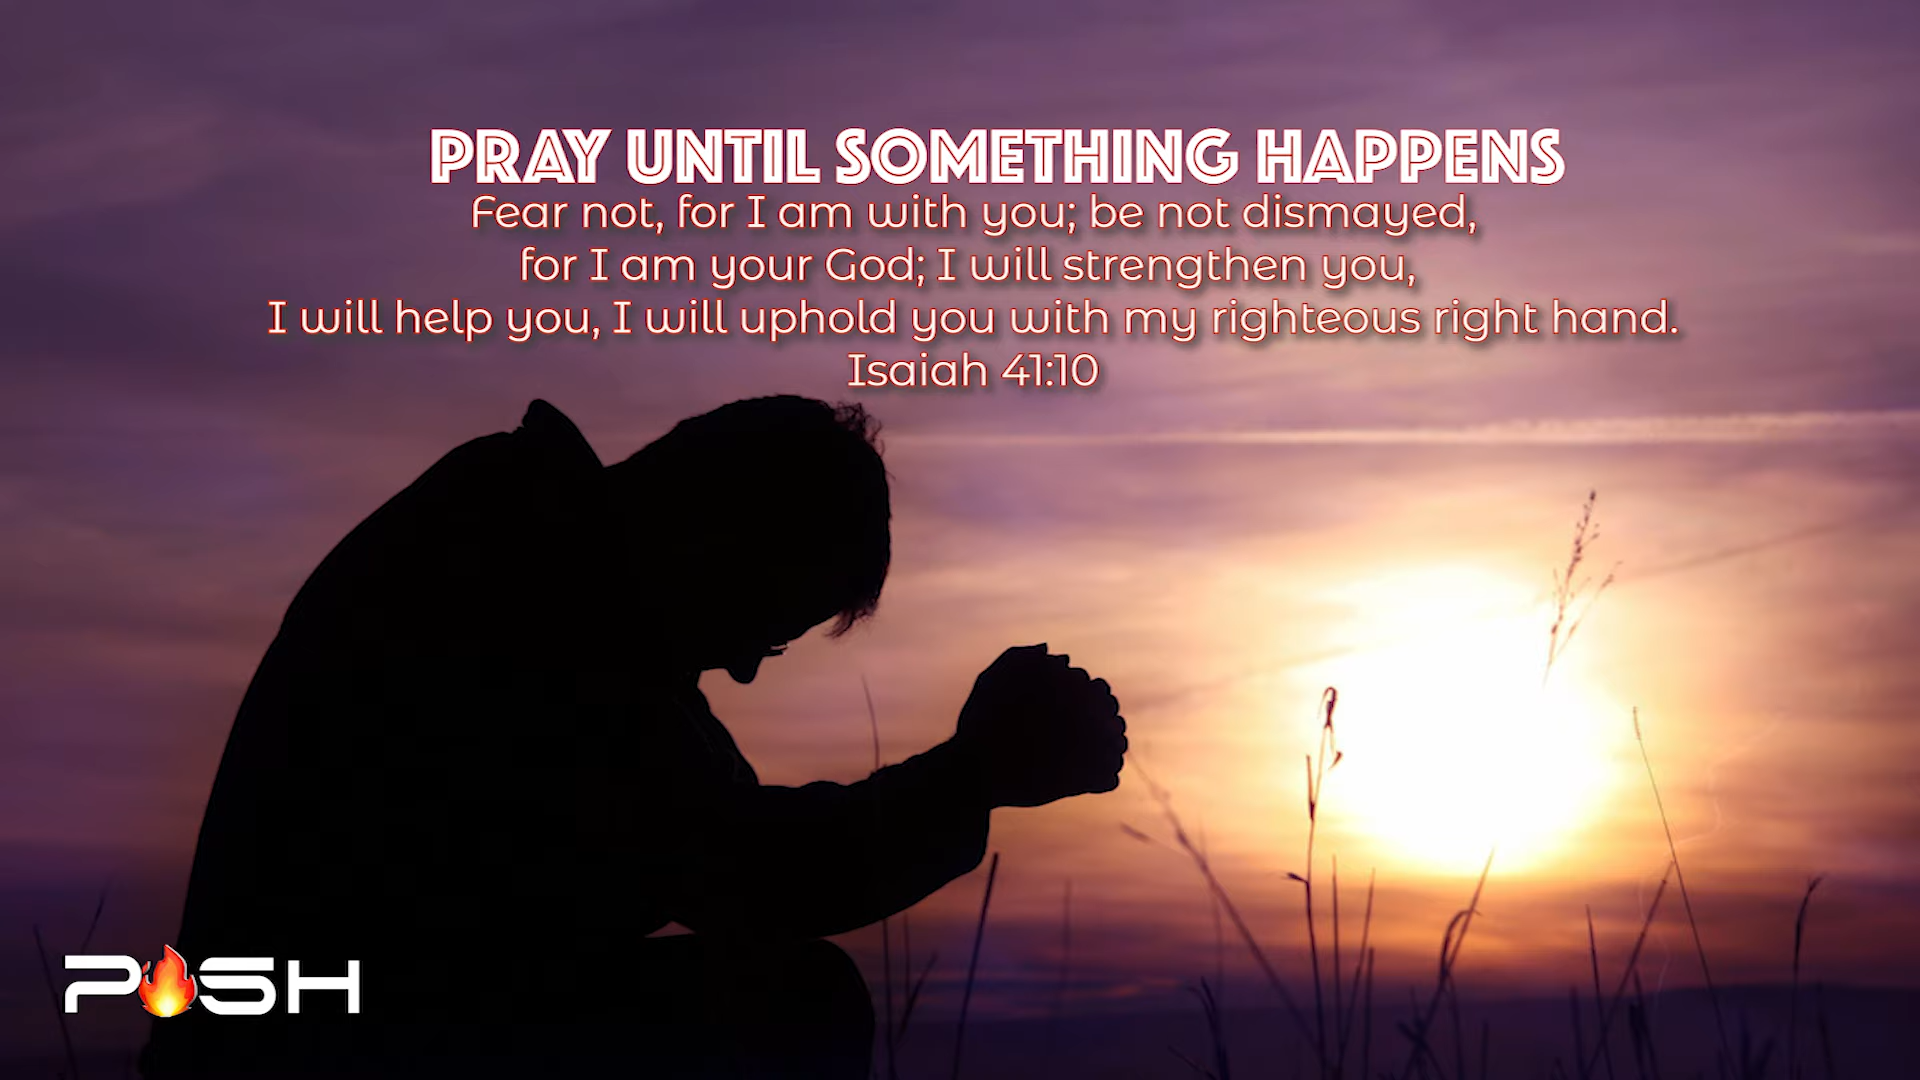 PRAY UNTIL SOMETHING HAPPENS
Fear not, for I am with you; be not dismayed,
for I am your God; I will strengthen you,
I will help you, I will uphold you with my righteous right hand.
Isaiah 41:10
PUSH